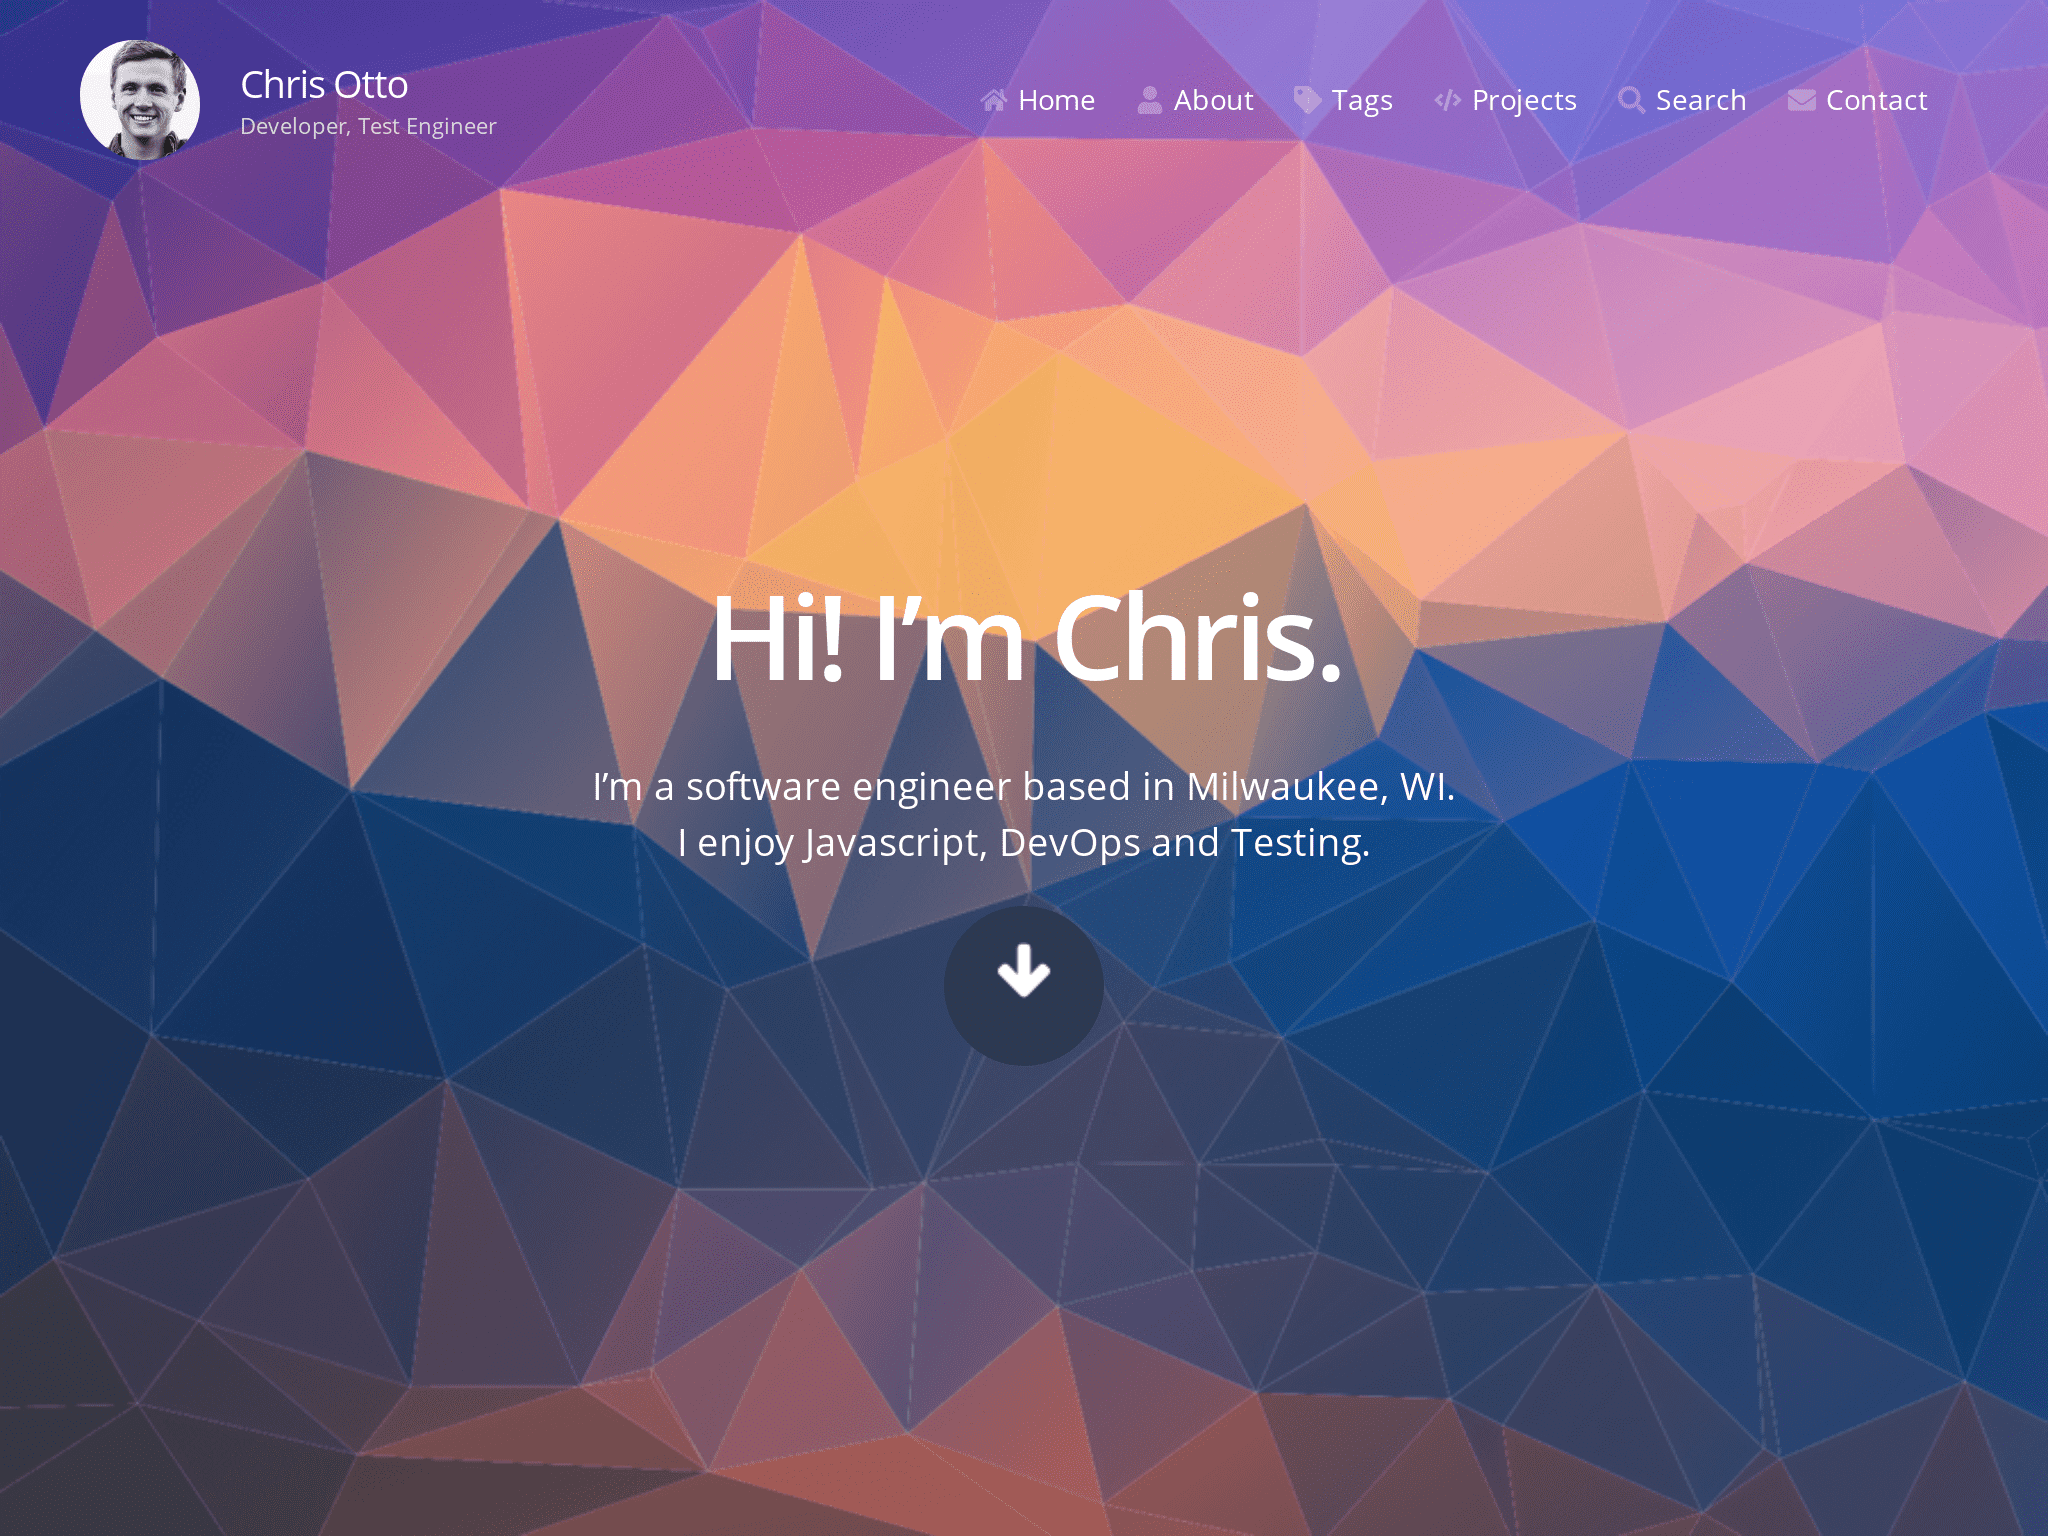 Chris Otto
Developer, Test Engineer
Home About Tags Projects Search Contact
Hi! I’m Chris.
I’m a software engineer based in Milwaukee, WI.
I enjoy Javascript, DevOps and Testing.